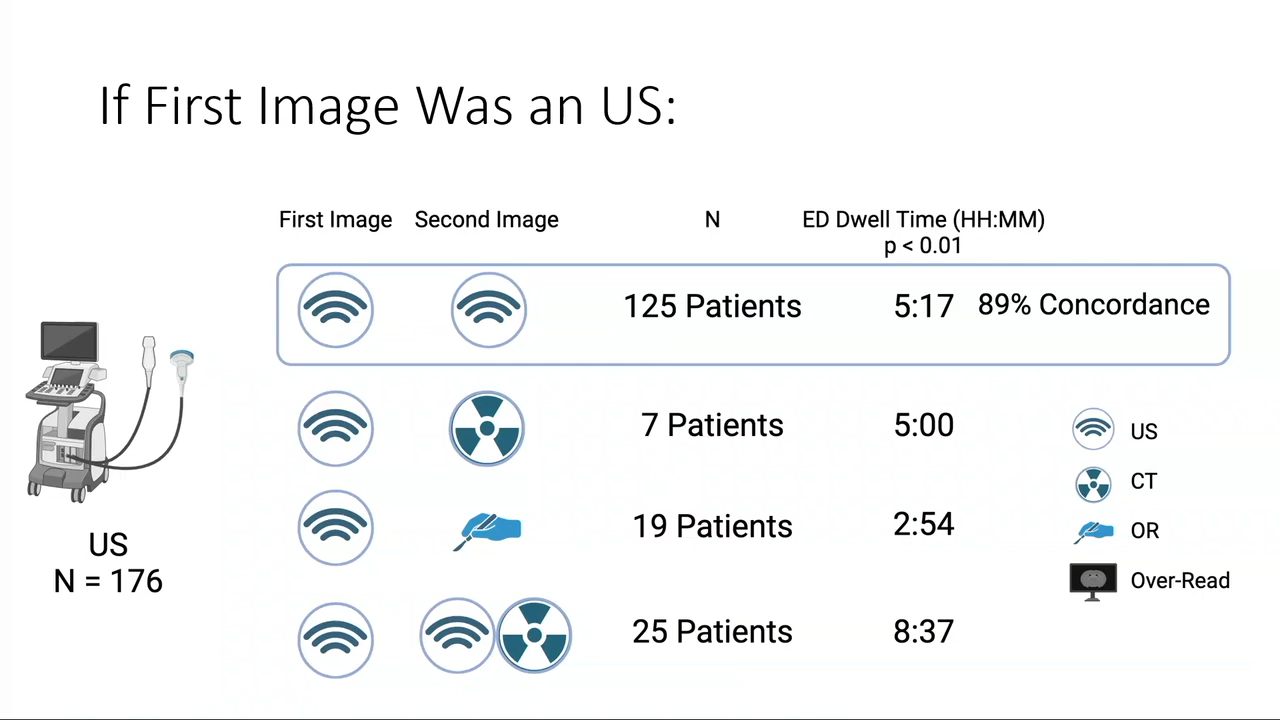 If First Image Was an US:
First Image Second Image N ED Dwell Time (HH:MM)
p < 0.01
125 Patients 5:17 89% Concordance
7 Patients 5:00
US
CT
19 Patients 2:54
OR
US
N = 176
Over-Read
25 Patients 8:37